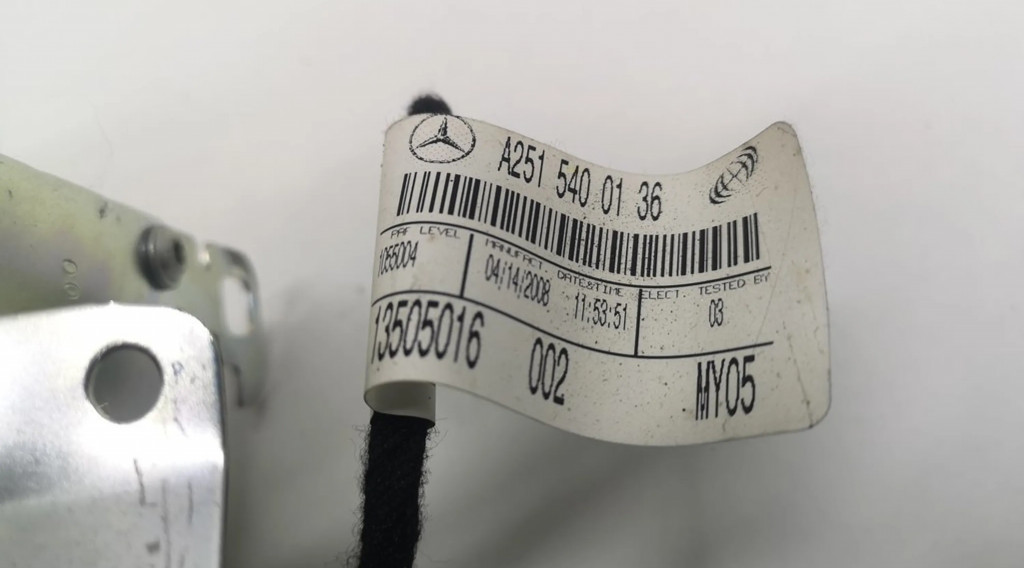 A251 540 01 36
PRF LEVEL
1055004
MANUFACT. DATE&TIME
04/14/2008 11:53:51
ELECT. TESTED BY
03
13505016 002 MY05